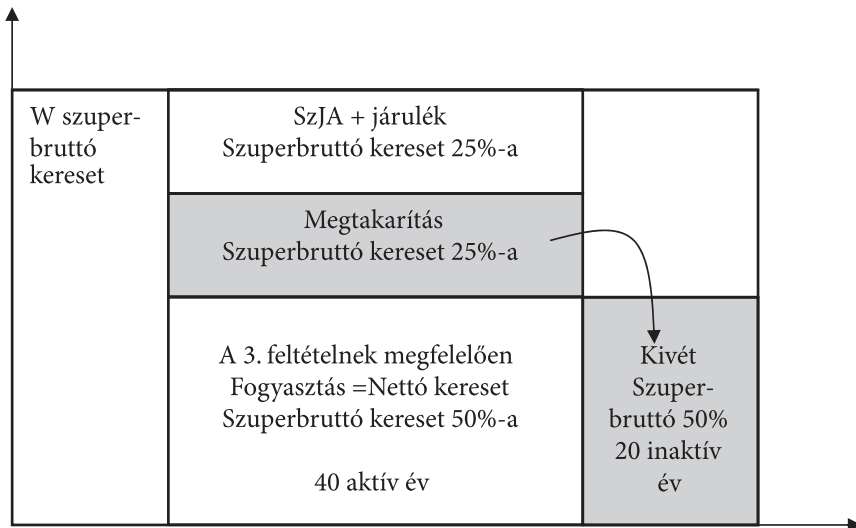 W szuper-
bruttó
kereset
SzJA + járulék
Szuperbruttó kereset 25%-a
Megtakarítás
Szuperbruttó kereset 25%-a
A 3. feltételnek megfelelően
Fogyasztás =Nettó kereset
Szuperbruttó kereset 50%-a
40 aktív év
Kivét
Szuper-
bruttó 50%
20 inaktív
év